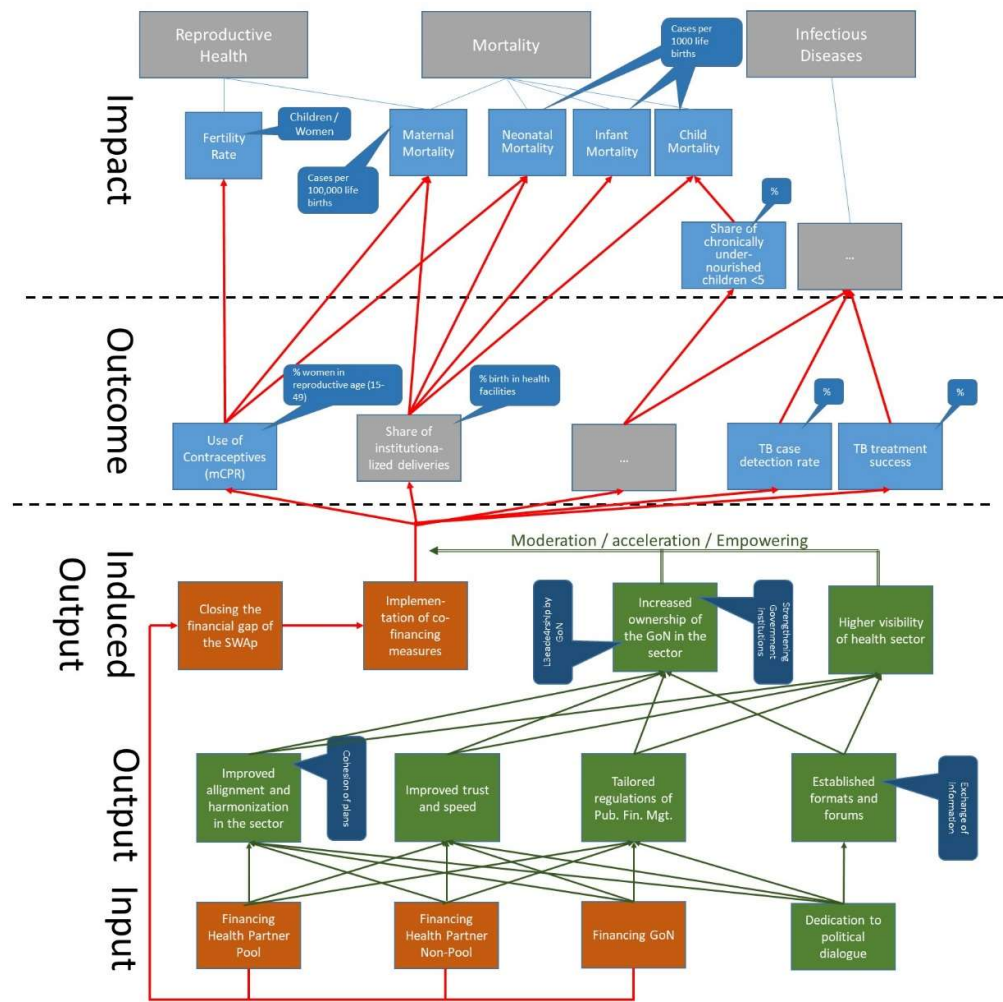 Reproductive
Health
Mortality
Cases per
1000 life
births
Infectious
Diseases
Impact
Children /
Women
Fertility
Rate
Maternal
Mortality
Neonatal
Mortality
Infant
Mortality
Child
Mortality
Cases per
100,000 life
births
%
Share of
chronically
under-
nourished
children <5
...
Outcome
% women in
reproductive age (15-
49)
% birth in health
facilities
%
%
Use of
Contraceptives
(mCPR)
Share of
instituitiona-
lized deliveries
...
TB case
detection rate
TB treatment
success
Induced
Output
Moderation / acceleration / Empowering
Closing the
financial gap of
the SWAp
Implemen-
tation of co-
financing
measures
L3eade4rship by
GoN
Increased
ownership of
the GoN in the
sector
Strengthening
Government
institutions
Higher visibility
of health sector
Output
Improved
allignment and
harmonization
in the sector
Cohesion of plans
Improved trust
and speed
Tailored
regulations of
Pub. Fin. Mgt.
Established
formats and
forums
Exchange of
information
Input
Financing
Health Partner
Pool
Financing
Health Partner
Non-Pool
Financing GoN
Dedication to
political
dialogue